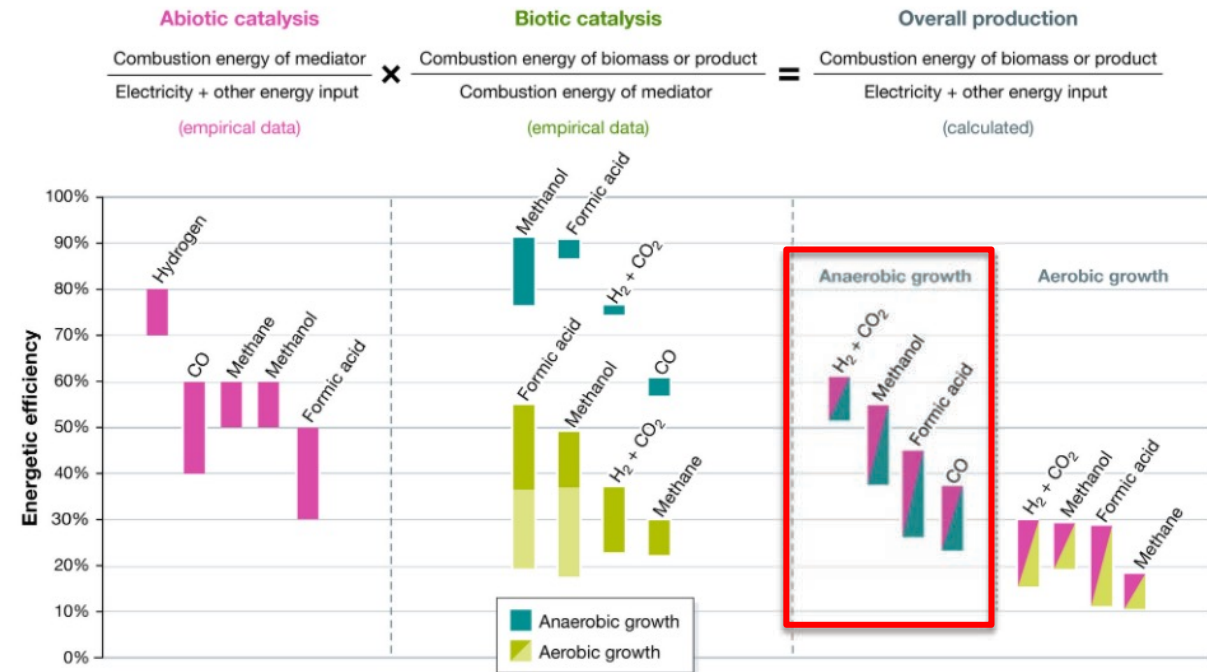 Abiotic catalysis
Biotic catalysis
Overall production
Combustion energy of mediator
Electricity + other energy input
×
Combustion energy of biomass or product
Combustion energy of mediator
=
Combustion energy of biomass or product
Electricity + other energy input
(empirical data)
(empirical data)
(calculated)
Energetic efficiency
100%
90%
80%
70%
60%
50%
40%
30%
20%
10%
0%
Hydrogen
CO
Methane
Methanol
Formic acid
Methanol
Formic acid
H₂ + CO₂
CO
Formic acid
Methanol
H₂ + CO₂
Methane
Anaerobic growth
Aerobic growth
Anaerobic growth
H₂ + CO₂
Methanol
Formic acid
CO
Aerobic growth
H₂ + CO₂
Methanol
Formic acid
Methane